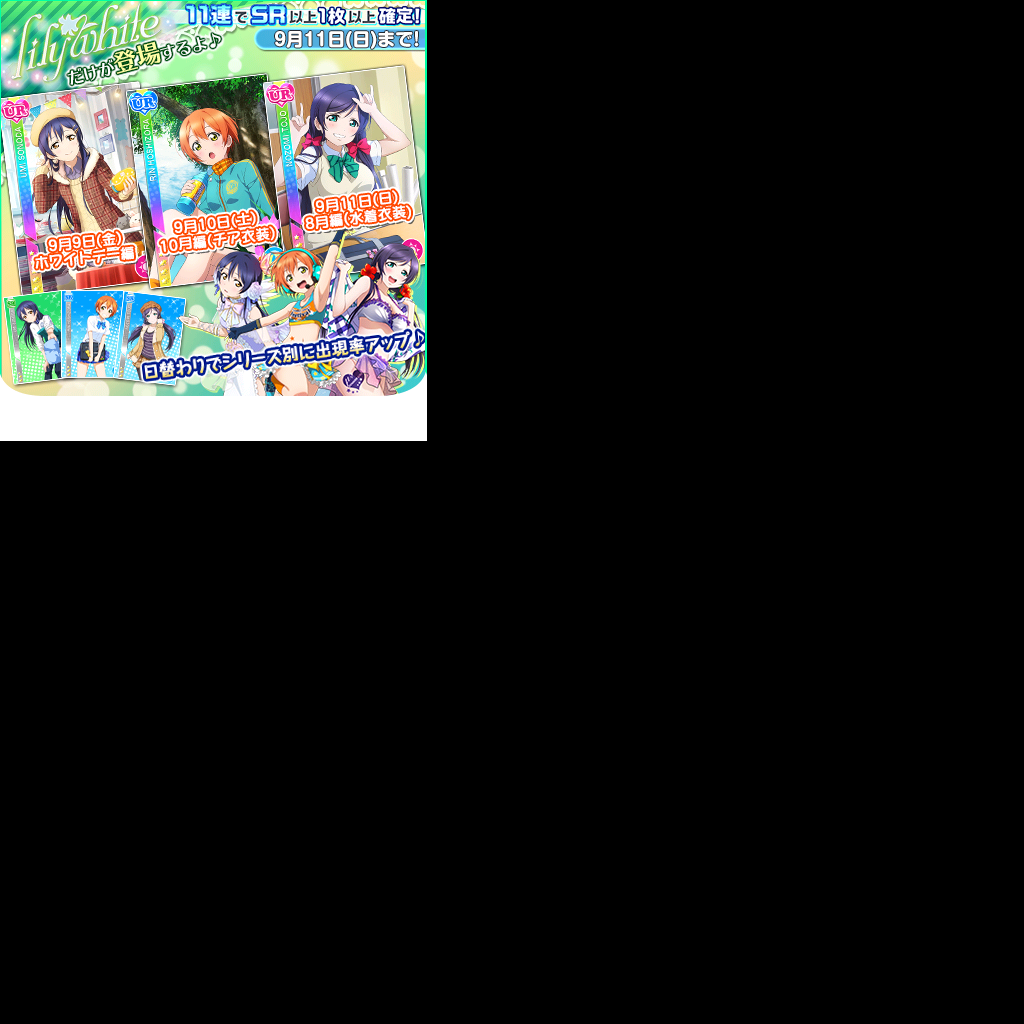 lily white
だけが登場するよ♪
11連でSR以上1枚以上確定!
9月11日(日)まで!
UR
UMI SONODA
9月9日(金)
ホワイトデー編
UR
RIN HOSHIZORA
9月10日(土)
10月編(チア衣装)
UR
NOZOMI TOJO
9月11日(日)
8月編(水着衣装)
SR
SR
SR
日替わりでシリーズ別に出現率アップ♪